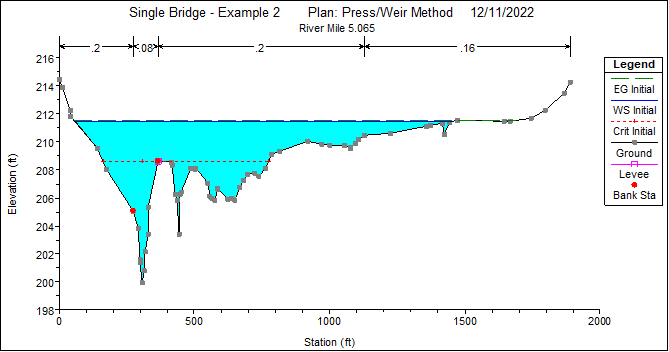 Single Bridge - Example 2 Plan: Press/Weir Method 12/11/2022
River Mile 5.065
.2 .08 .2 .16
216
214
212
210
208
206
204
202
200
198
Elevation (ft)
0 500 1000 1500 2000
Station (ft)
Legend
EG Initial
WS Initial
Crit Initial
Ground
Levee
Bank Sta